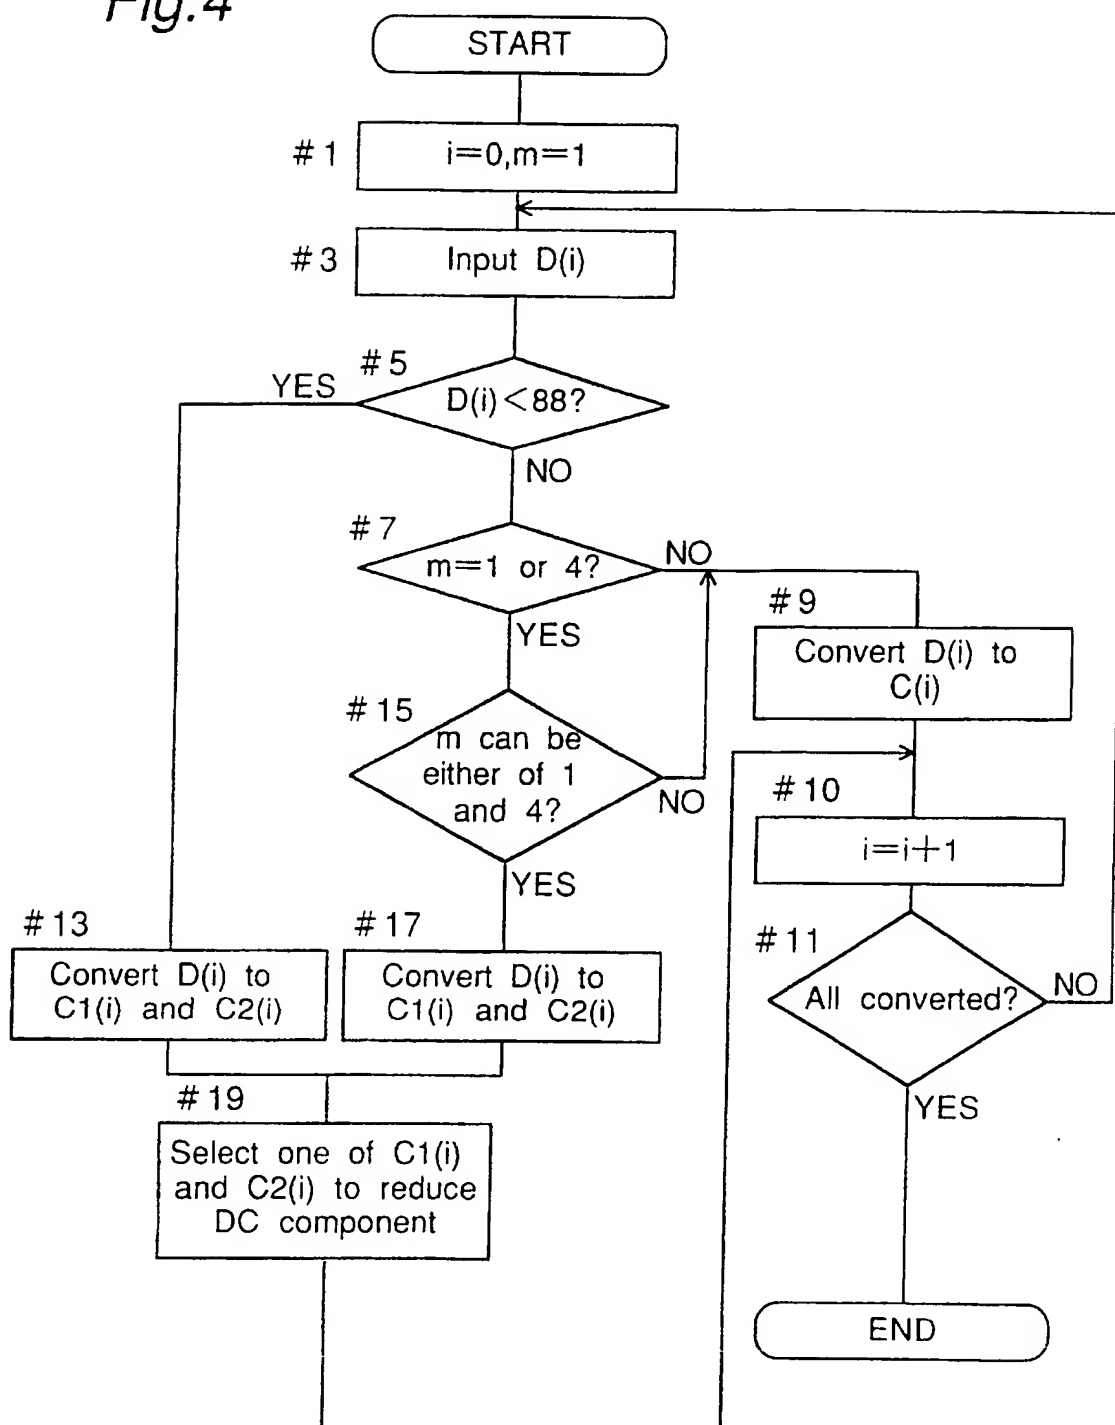 Fig.4
START
#1
i=0,m=1
#3
Input D(i)
#5
YES
D(i)<88?
NO
#7
m=1 or 4?
NO
YES
#9
Convert D(i) to
C(i)
#15
m can be
either of 1
and 4?
NO
YES
#10
i=i+1
#11
All converted?
NO
YES
#13
Convert D(i) to
C1(i) and C2(i)
#17
Convert D(i) to
C1(i) and C2(i)
#19
Select one of C1(i)
and C2(i) to reduce
DC component
END